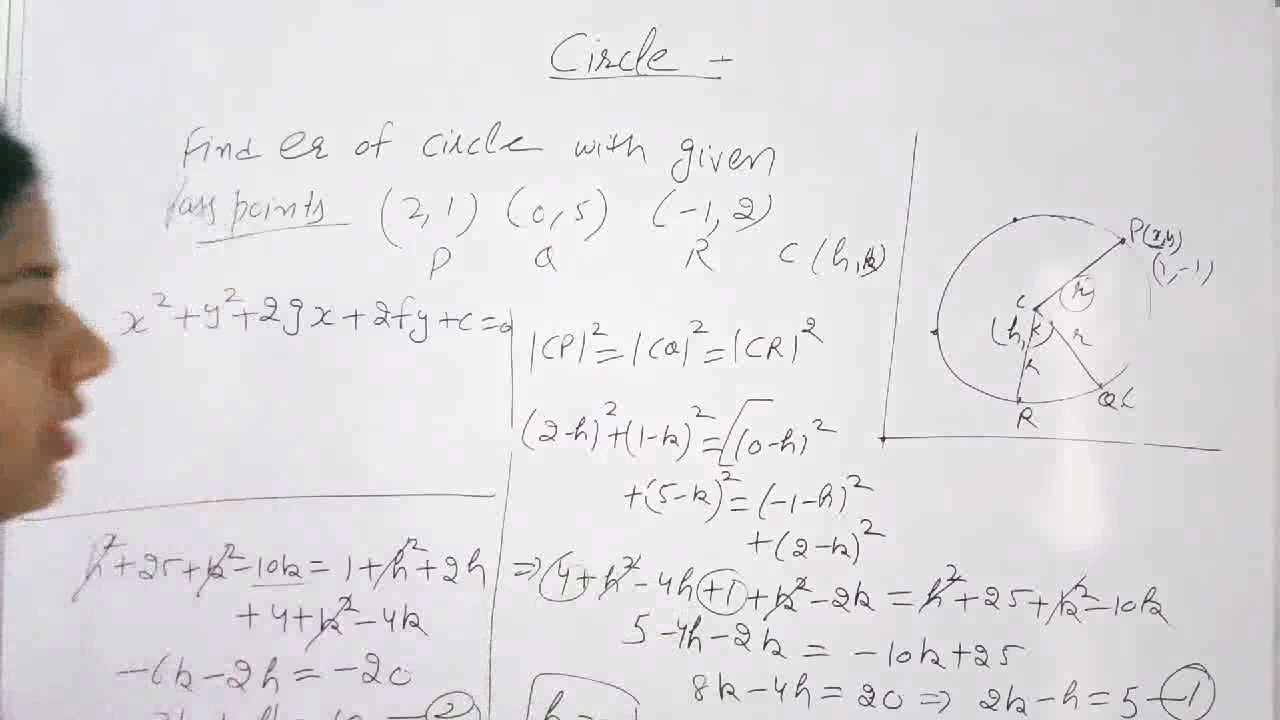 Circle -
Find er of circle with given
Pass points (2, 1) (0, 5) (-1, 2)
P Q R C (h, k)
x²+y²+2gx+2fy+c=0
|CP|²=|CQ|²=|CR|²
(2-h)²+(1-k)²=√(0-h)²
+(5-k)²=(-1-h)²
+(2-k)²
h²+25+k²-10k=1+h²+2h
+4+k²-4k
-6k-2h=-20
2
⇒4+h²-4h+1+k²-2k=h²+25+k²-10k
5-4h-2k=-10k+25
8k-4h=20⇒2k-h=5-1
P(x,y)
(1,-1)
C
r
(h,k)
r
r
R
Q(